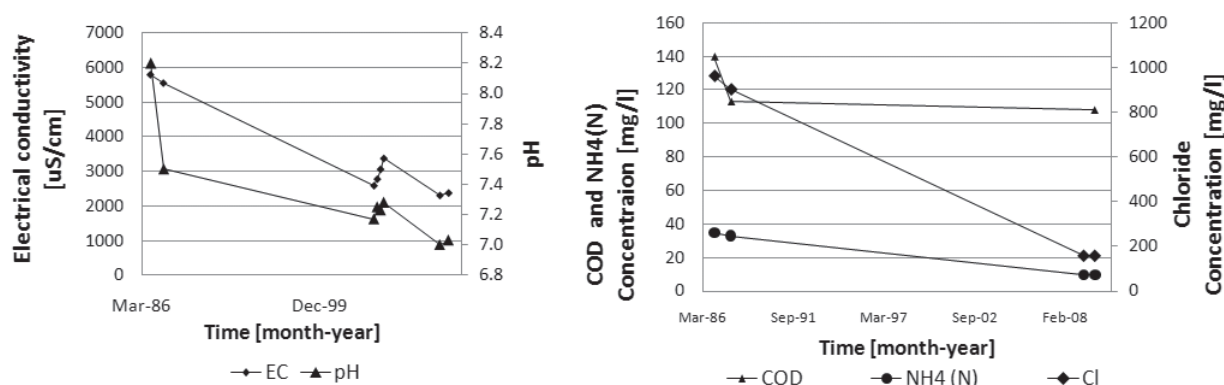 Electrical conductivity
[uS/cm]
7000
6000
5000
4000
3000
2000
1000
0
8.4
8.2
8.0
7.8
7.6
7.4
7.2
7.0
6.8
pH
Mar-86 Dec-99
Time [month-year]
EC pH
COD and NH4(N)
Concentraion [mg/l]
160
140
120
100
80
60
40
20
0
1200
1000
800
600
400
200
0
Chloride
Concentration [mg/l]
Mar-86 Sep-91 Mar-97 Sep-02 Feb-08
Time [month-year]
COD NH4 (N) Cl